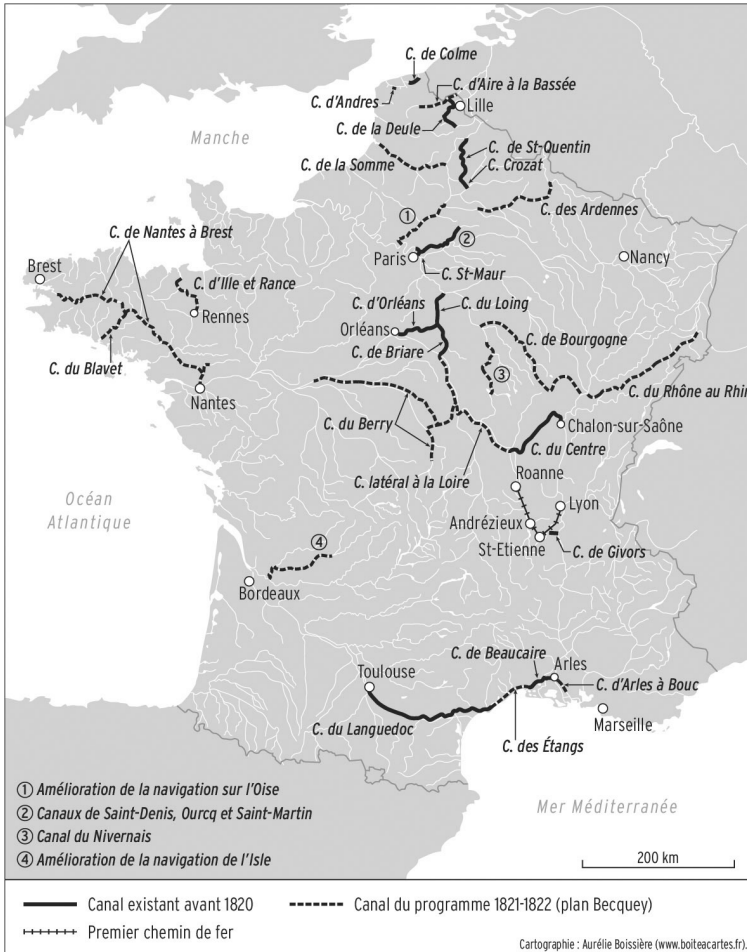 C. de Colme
C. d'Andres
C. d'Aire à la Bassée
Lille
C. de la Deule
Manche
C. de St-Quentin
C. de la Somme
C. Crozat
①
C. des Ardennes
C. de Nantes à Brest
②
Paris
Nancy
Brest
C. St-Maur
C. d'Ille et Rance
C. d'Orléans
C. du Loing
Rennes
Orléans
C. de Bourgogne
C. de Briare
C. du Blavet
③
C. du Rhône au Rhin
Nantes
C. du Berry
Chalon-sur-Saône
C. du Centre
C. latéral à la Loire
Roanne
Océan
Atlantique
Lyon
Andrézieux
④
St-Etienne
C. de Givors
Bordeaux
C. de Beaucaire
Arles
Toulouse
C. d'Arles à Bouc
Marseille
C. du Languedoc
C. des Étangs
① Amélioration de la navigation sur l'Oise
② Canaux de Saint-Denis, Ourcq et Saint-Martin
③ Canal du Nivernais
④ Amélioration de la navigation de l'Isle
Mer Méditerranée
200 km
Canal existant avant 1820
Canal du programme 1821-1822 (plan Becquey)
Premier chemin de fer
Cartographie : Aurélie Boissière (www.boiteacartes.fr).